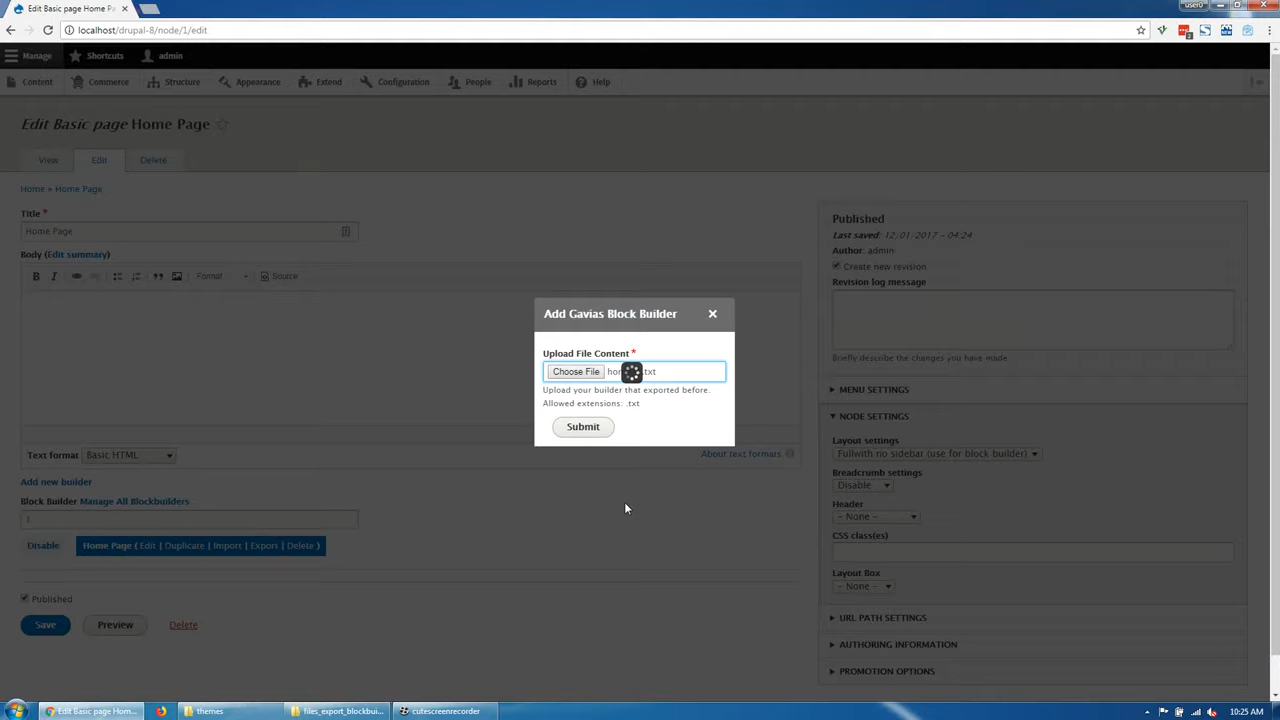 Edit Basic page Home Pa
user0
localhost/drupal-8/node/1/edit
Manage Shortcuts admin
Content Commerce Structure Appearance Extend Configuration People Reports Help
Edit Basic page Home Page
View Edit Delete
Home » Home Page
Title *
Home Page
Body (Edit summary)
B I Format Source
Text format Basic HTML
About text formats
Add new builder
Block Builder Manage All Blockbuilders
1
Disable Home Page ( Edit | Duplicate | Import | Export | Delete )
Published
Save Preview Delete
Add Gavias Block Builder
Upload File Content *
Choose File .txt
Upload your builder that exported before.
Allowed extensions: .txt
Submit
Published
Last saved: 12/01/2017 - 04:24
Author: admin
Create new revision
Revision log message
Briefly describe the changes you have made
MENU SETTINGS
NODE SETTINGS
Layout settings
Fullwith no sidebar (use for block builder)
Breadcrumb settings
Disable
Header
- None -
CSS class(es)
Layout Box
- None -
URL PATH SETTINGS
AUTHORING INFORMATION
PROMOTION OPTIONS
Edit Basic page Hom... themes files_export_blockbui... cutescreenrecorder 10:25 AM